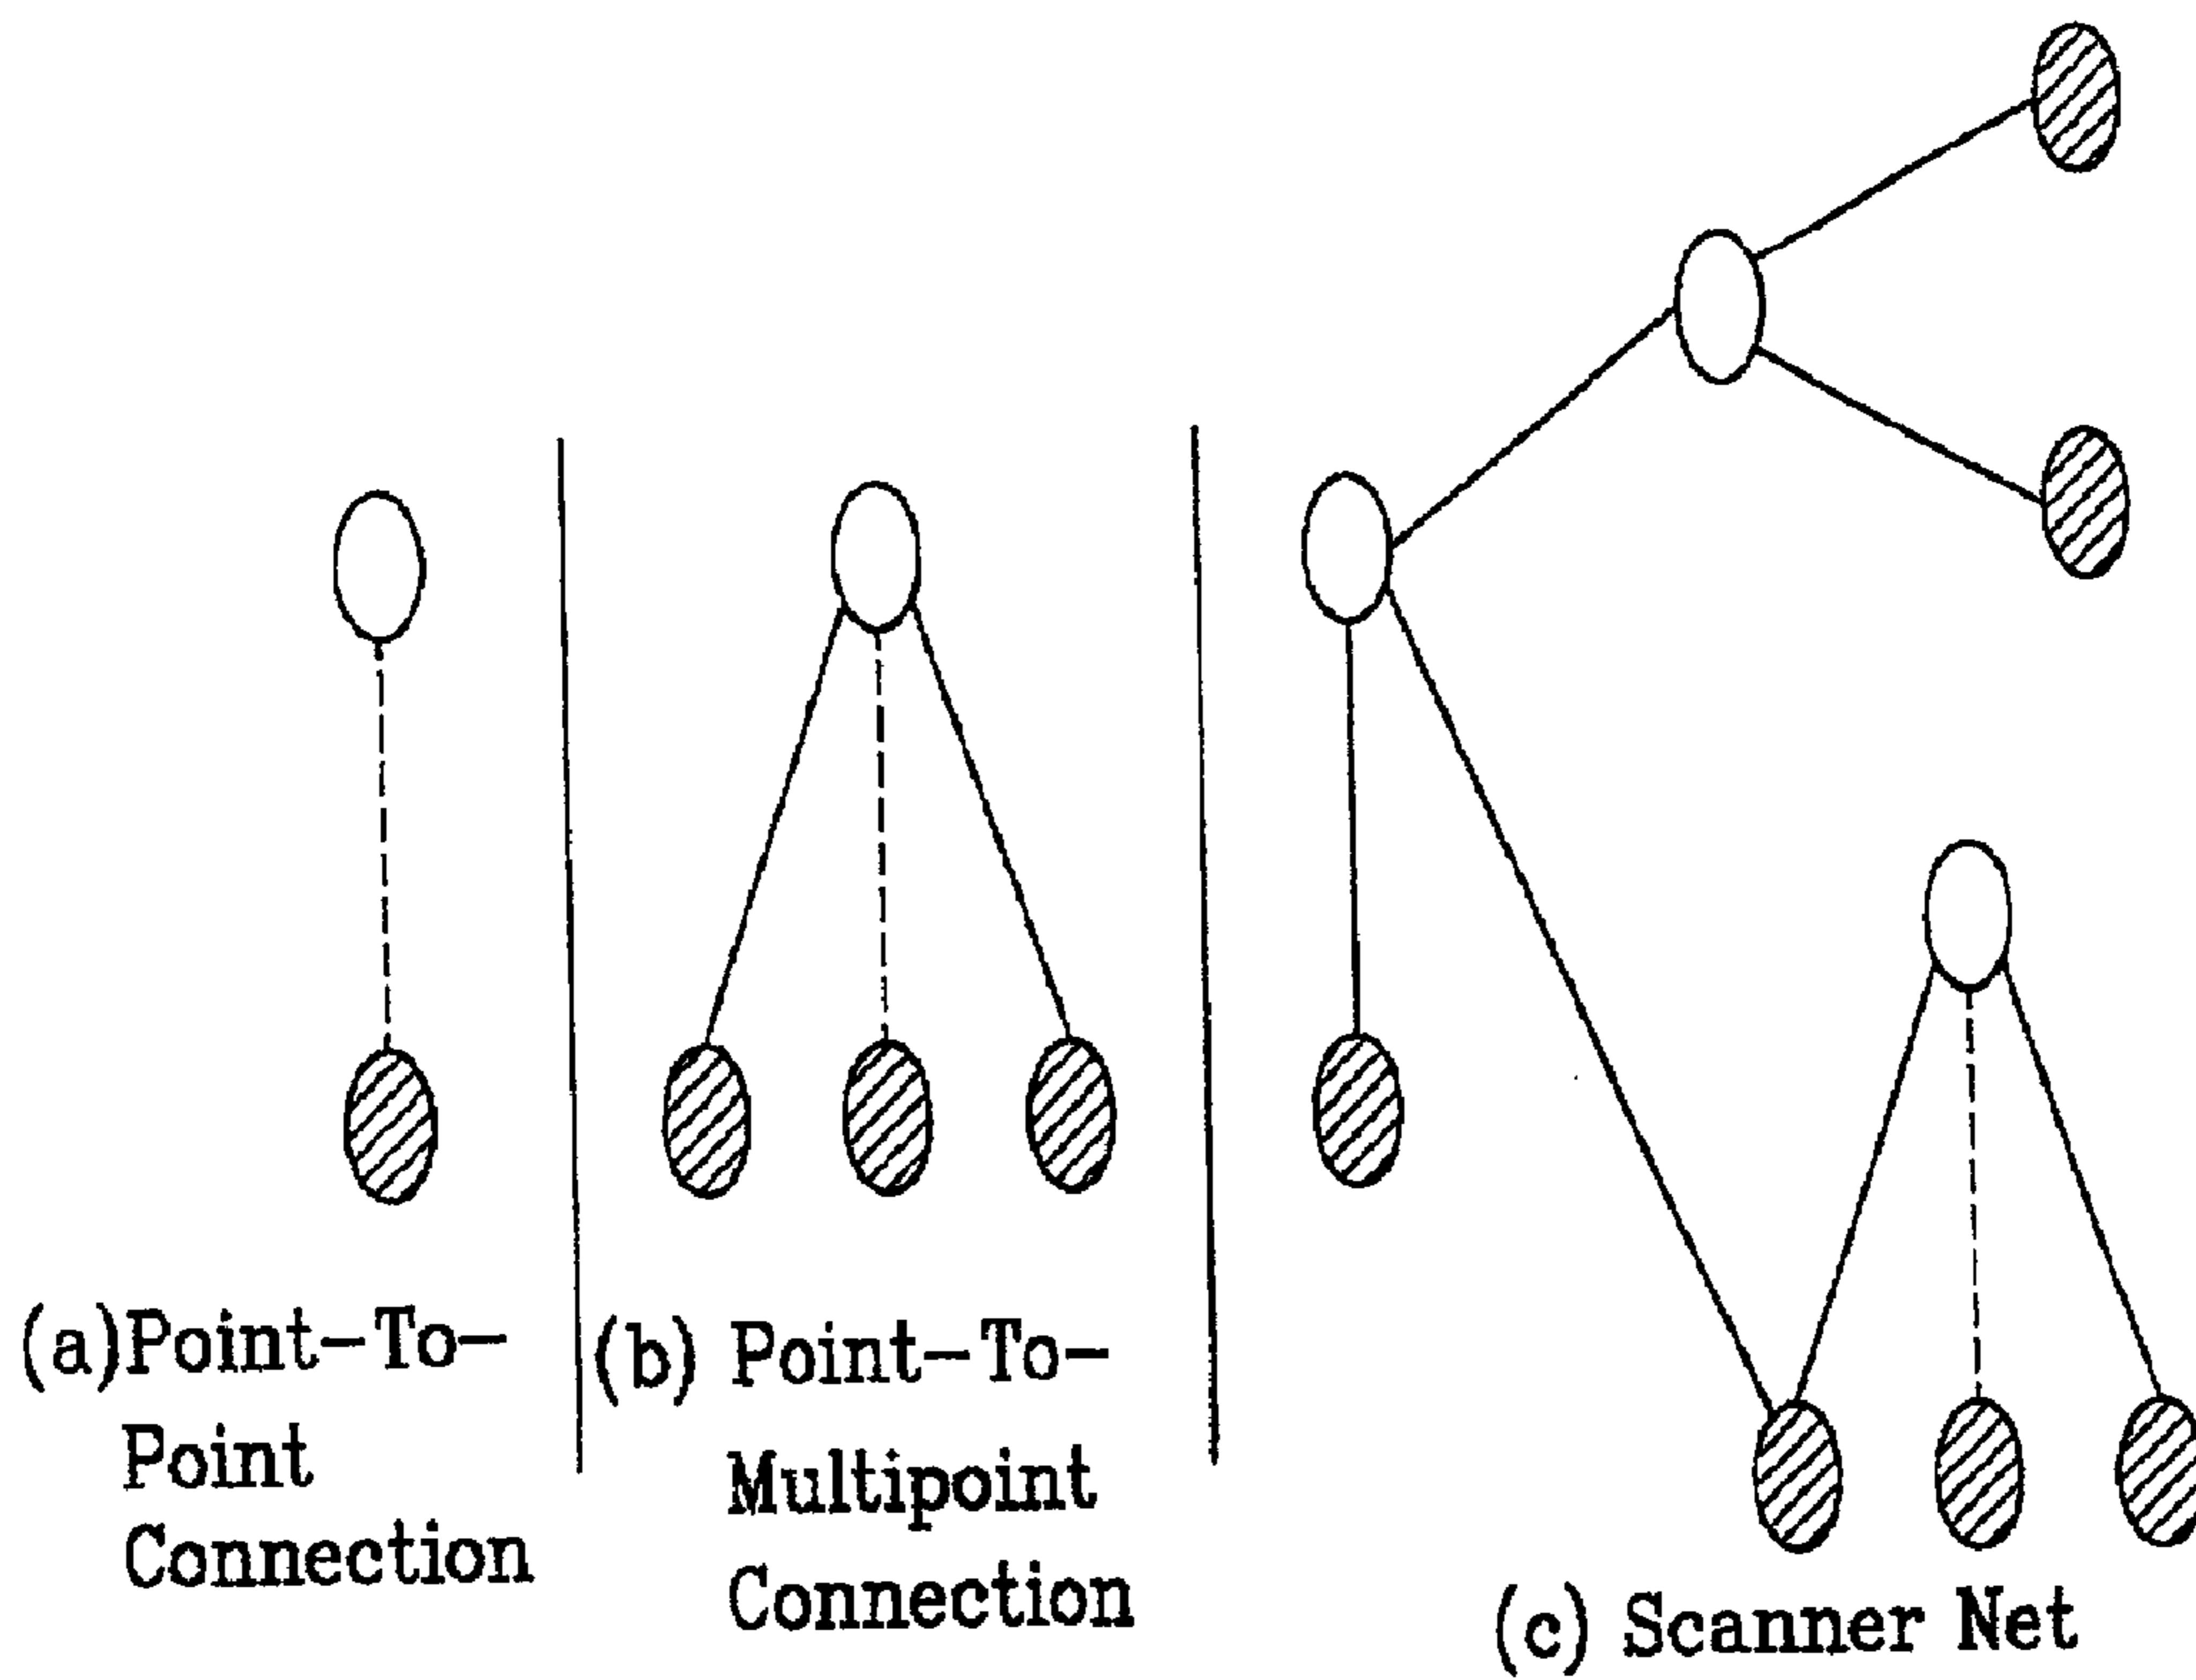 (a)Point-To-
Point
Connection
(b) Point-To-
Multipoint
Connection
(c) Scanner Net